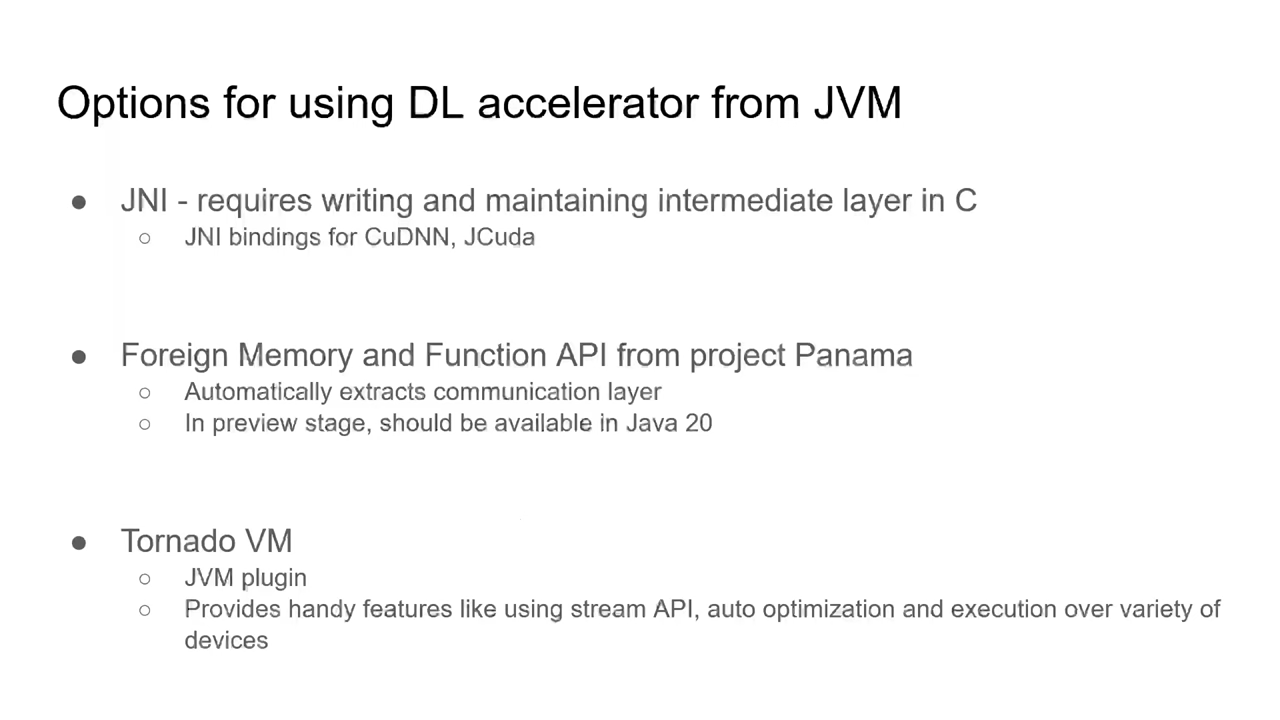 Options for using DL accelerator from JVM
● JNI - requires writing and maintaining intermediate layer in C
○ JNI bindings for CuDNN, JCuda
● Foreign Memory and Function API from project Panama
○ Automatically extracts communication layer
○ In preview stage, should be available in Java 20
● Tornado VM
○ JVM plugin
○ Provides handy features like using stream API, auto optimization and execution over variety of
devices